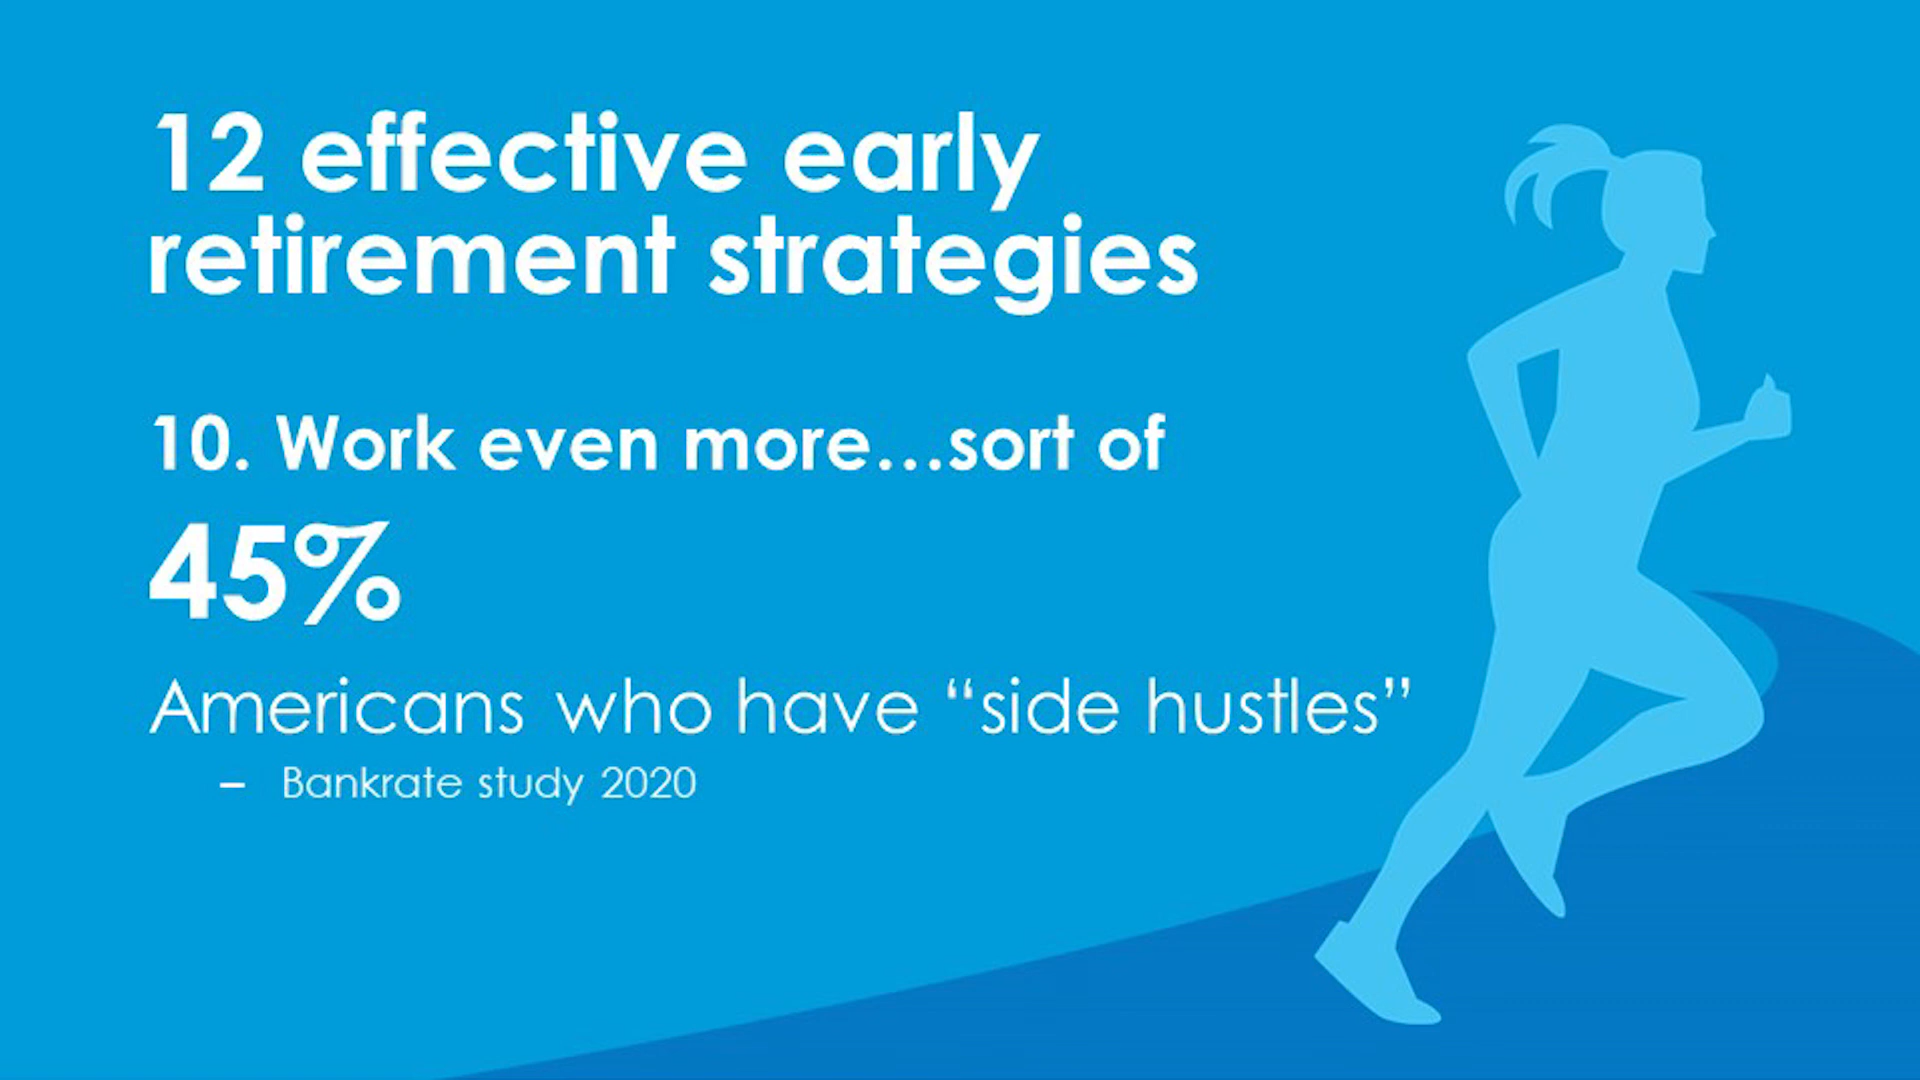 12 effective early
retirement strategies
10. Work even more...sort of
45%
Americans who have “side hustles”
– Bankrate study 2020